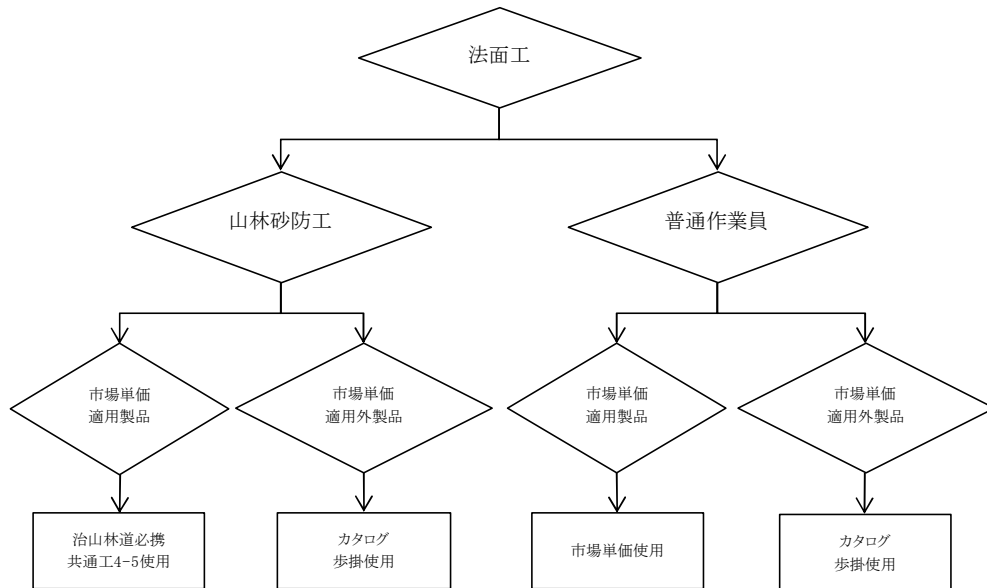 法面工
山林砂防工
普通作業員
市場単価
適用製品
市場単価
適用外製品
市場単価
適用製品
市場単価
適用外製品
治山林道必携
共通工4-5使用
カタログ
歩掛使用
市場単価使用
カタログ
歩掛使用